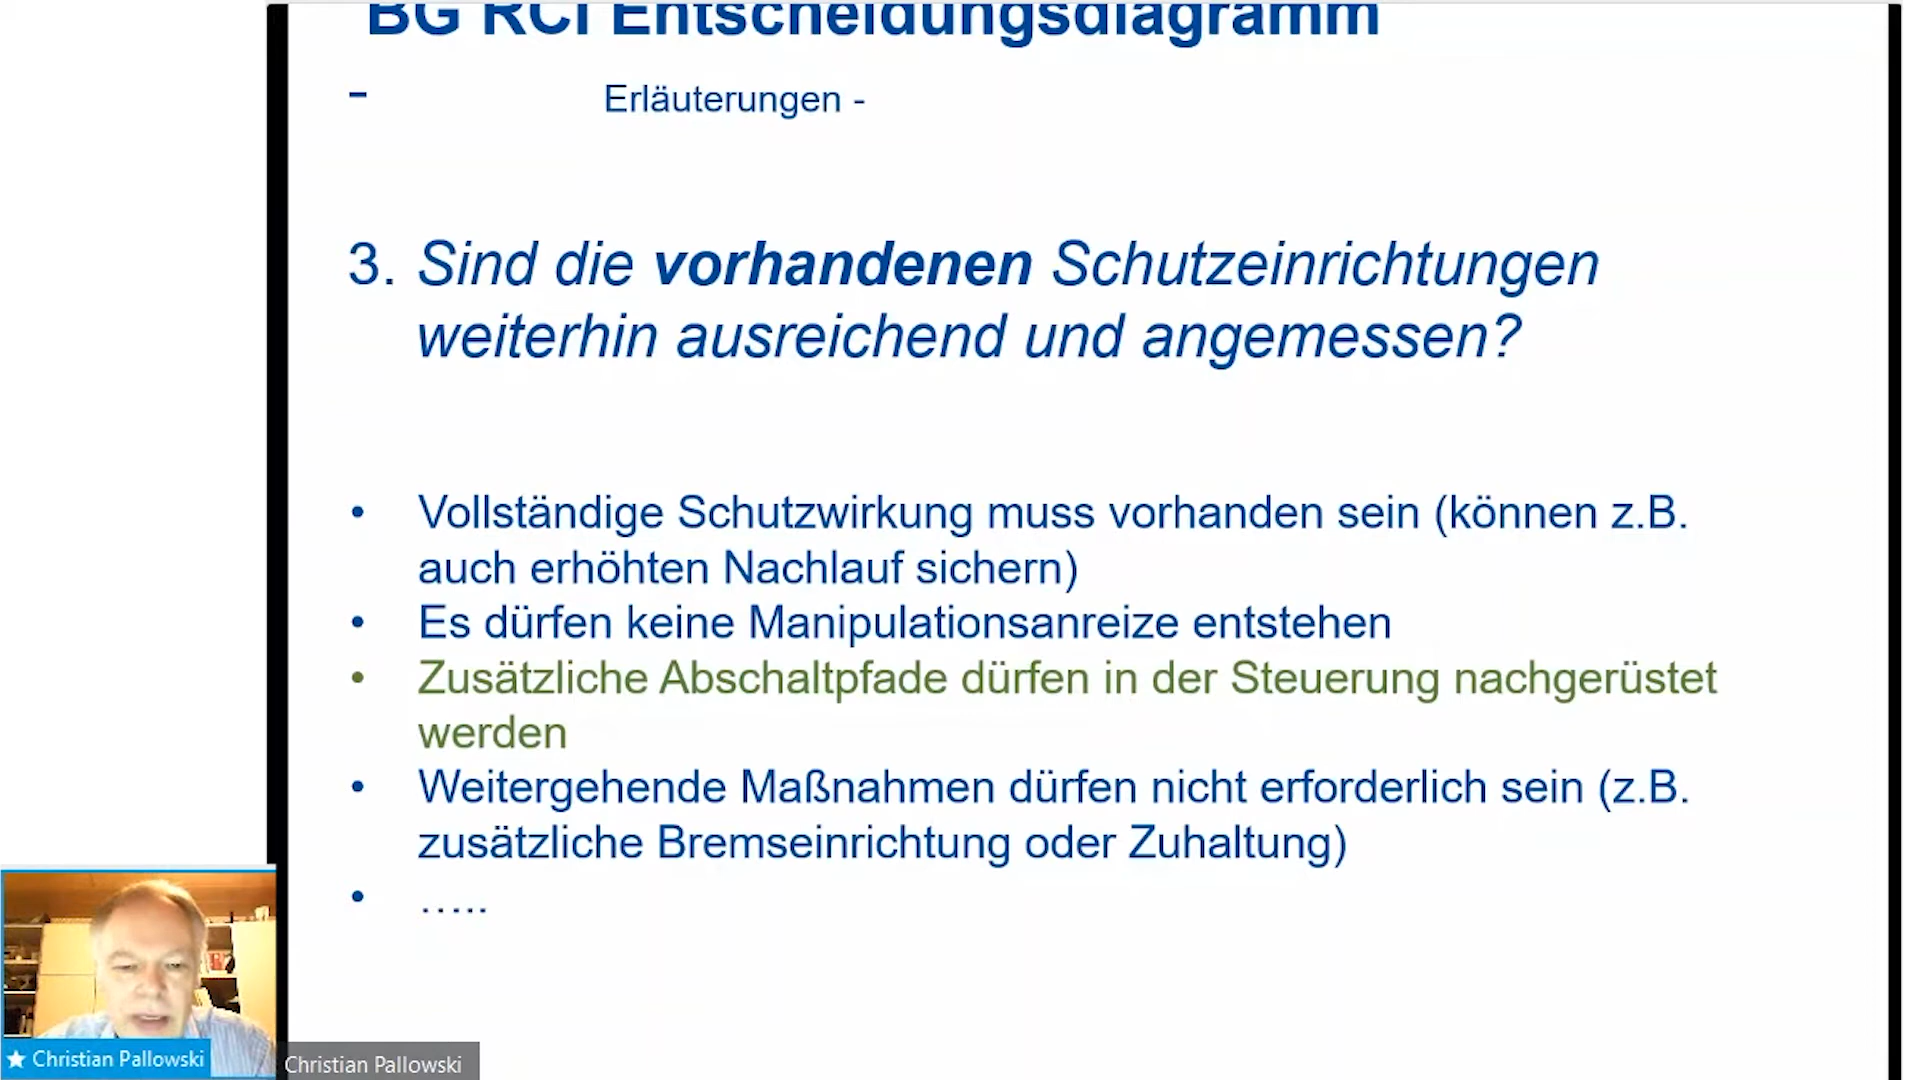 BG RCI Entscheidungsdiagramm
- Erläuterungen -
3. Sind die vorhandenen Schutzeinrichtungen
weiterhin ausreichend und angemessen?
• Vollständige Schutzwirkung muss vorhanden sein (können z.B.
auch erhöhten Nachlauf sichern)
• Es dürfen keine Manipulationsanreize entstehen
• Zusätzliche Abschaltpfade dürfen in der Steuerung nachgerüstet
werden
• Weitergehende Maßnahmen dürfen nicht erforderlich sein (z.B.
zusätzliche Bremseinrichtung oder Zuhaltung)
• …..
Christian Pallowski
Christian Pallowski